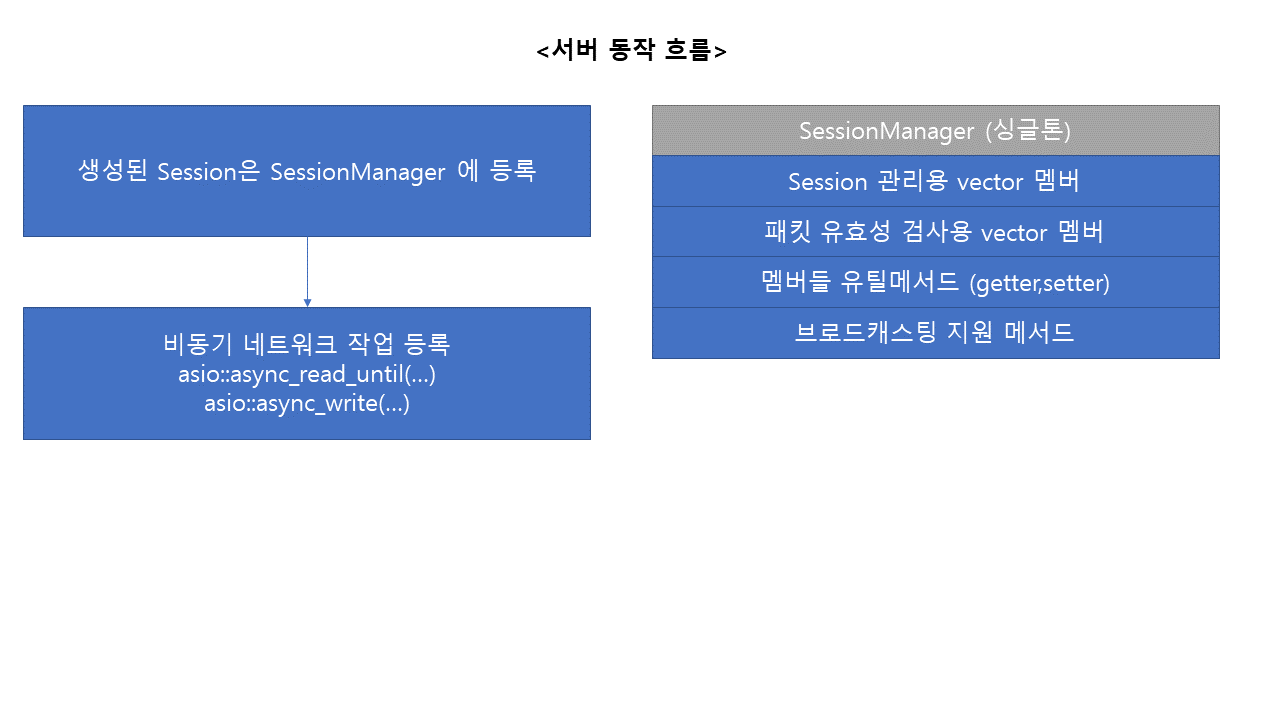 <서버 동작 흐름>
생성된 Session은 SessionManager 에 등록
비동기 네트워크 작업 등록
asio::async_read_until(...)
asio::async_write(...)
SessionManager (싱글톤)
Session 관리용 vector 멤버
패킷 유효성 검사용 vector 멤버
멤버들 유틸메서드 (getter,setter)
브로드캐스팅 지원 메서드